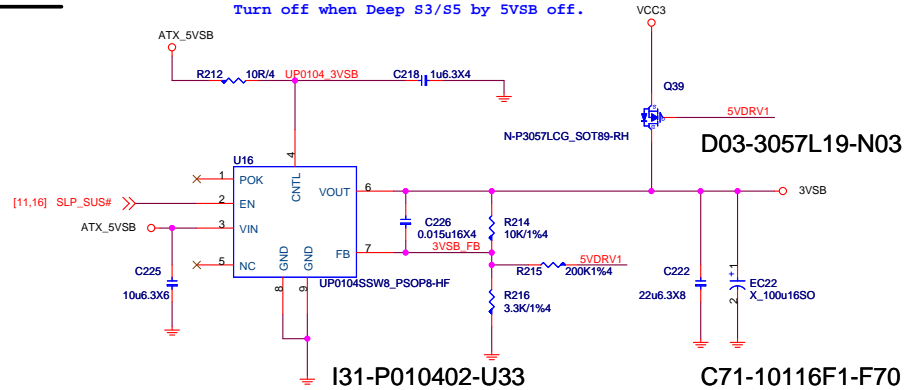 Turn off when Deep S3/S5 by 5VSB off.
VCC3
ATX_5VSB
R212 10R/4 UP0104_3VSB C218 1u6.3X4
Q39
5VDRV1
N-P3057LCG_SOT89-RH
D03-3057L19-N03
U16
4
CNTL
1 POK
VOUT 6
3VSB
[11,16] SLP_SUS# 2 EN
ATX_5VSB 3 VIN
C226
0.015u16X4
R214
10K/1%4
3VSB_FB
FB 7
5 NC
GND
GND
8
9
C225
10u6.3X6
UP0104SSW8_PSOP8-HF
5VDRV1
R215 200K1%4
R216
3.3K/1%4
C222
22u6.3X8
+ 1
EC22
X_100u16SO
2
I31-P010402-U33
C71-10116F1-F70